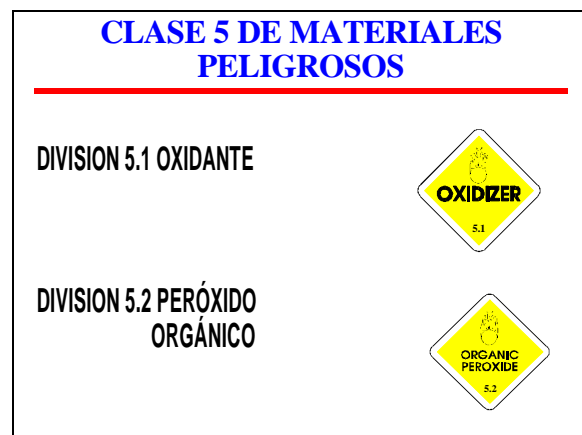 CLASE 5 DE MATERIALES
PELIGROSOS
DIVISION 5.1 OXIDANTE
OXIDIZER
5.1
DIVISION 5.2 PERÓXIDO
ORGÁNICO
ORGANIC
PEROXIDE
5.2